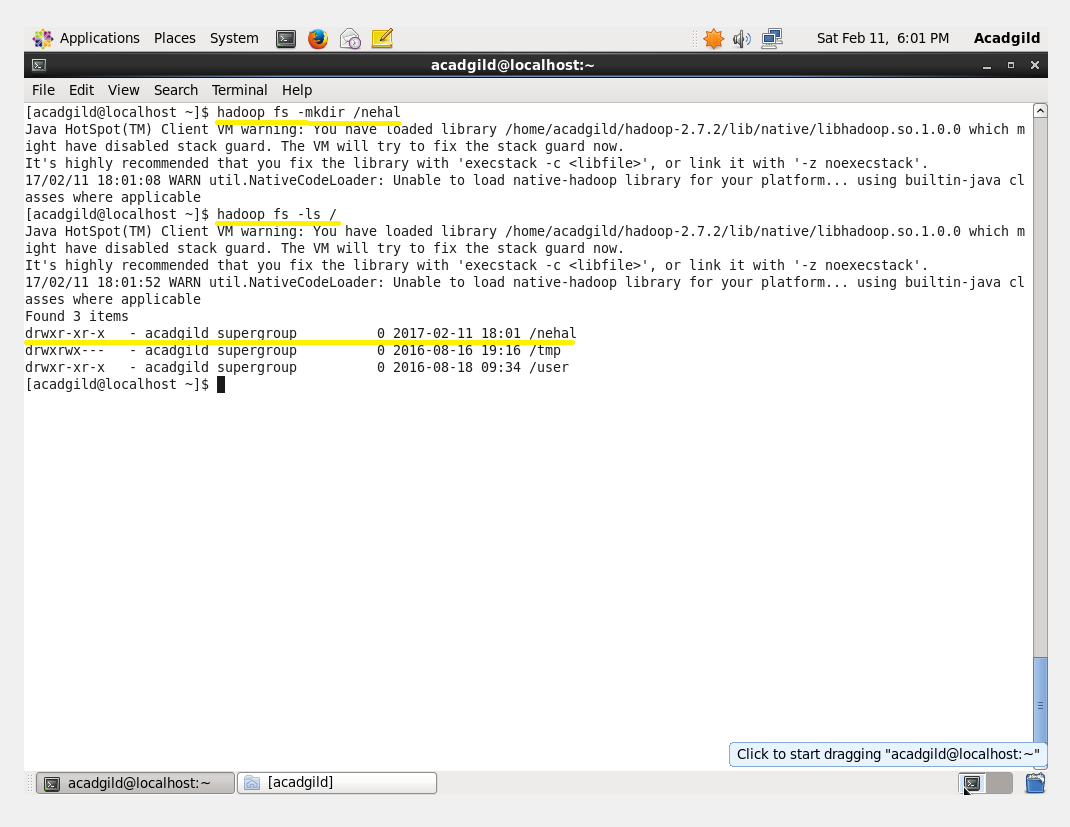 Applications Places System Sat Feb 11, 6:01 PM Acadgild
acadgild@localhost:~
File Edit View Search Terminal Help
[acadgild@localhost ~]$ hadoop fs -mkdir /nehal
Java HotSpot(TM) Client VM warning: You have loaded library /home/acadgild/hadoop-2.7.2/lib/native/libhadoop.so.1.0.0 which m
ight have disabled stack guard. The VM will try to fix the stack guard now.
It's highly recommended that you fix the library with 'execstack -c <libfile>', or link it with '-z noexecstack'.
17/02/11 18:01:08 WARN util.NativeCodeLoader: Unable to load native-hadoop library for your platform... using builtin-java cl
asses where applicable
[acadgild@localhost ~]$ hadoop fs -ls /
Java HotSpot(TM) Client VM warning: You have loaded library /home/acadgild/hadoop-2.7.2/lib/native/libhadoop.so.1.0.0 which m
ight have disabled stack guard. The VM will try to fix the stack guard now.
It's highly recommended that you fix the library with 'execstack -c <libfile>', or link it with '-z noexecstack'.
17/02/11 18:01:52 WARN util.NativeCodeLoader: Unable to load native-hadoop library for your platform... using builtin-java cl
asses where applicable
Found 3 items
drwxr-xr-x   - acadgild supergroup          0 2017-02-11 18:01 /nehal
drwxrwx---   - acadgild supergroup          0 2016-08-16 19:16 /tmp
drwxr-xr-x   - acadgild supergroup          0 2016-08-18 09:34 /user
[acadgild@localhost ~]$
Click to start dragging "acadgild@localhost:~"
acadgild@localhost:~ [acadgild]